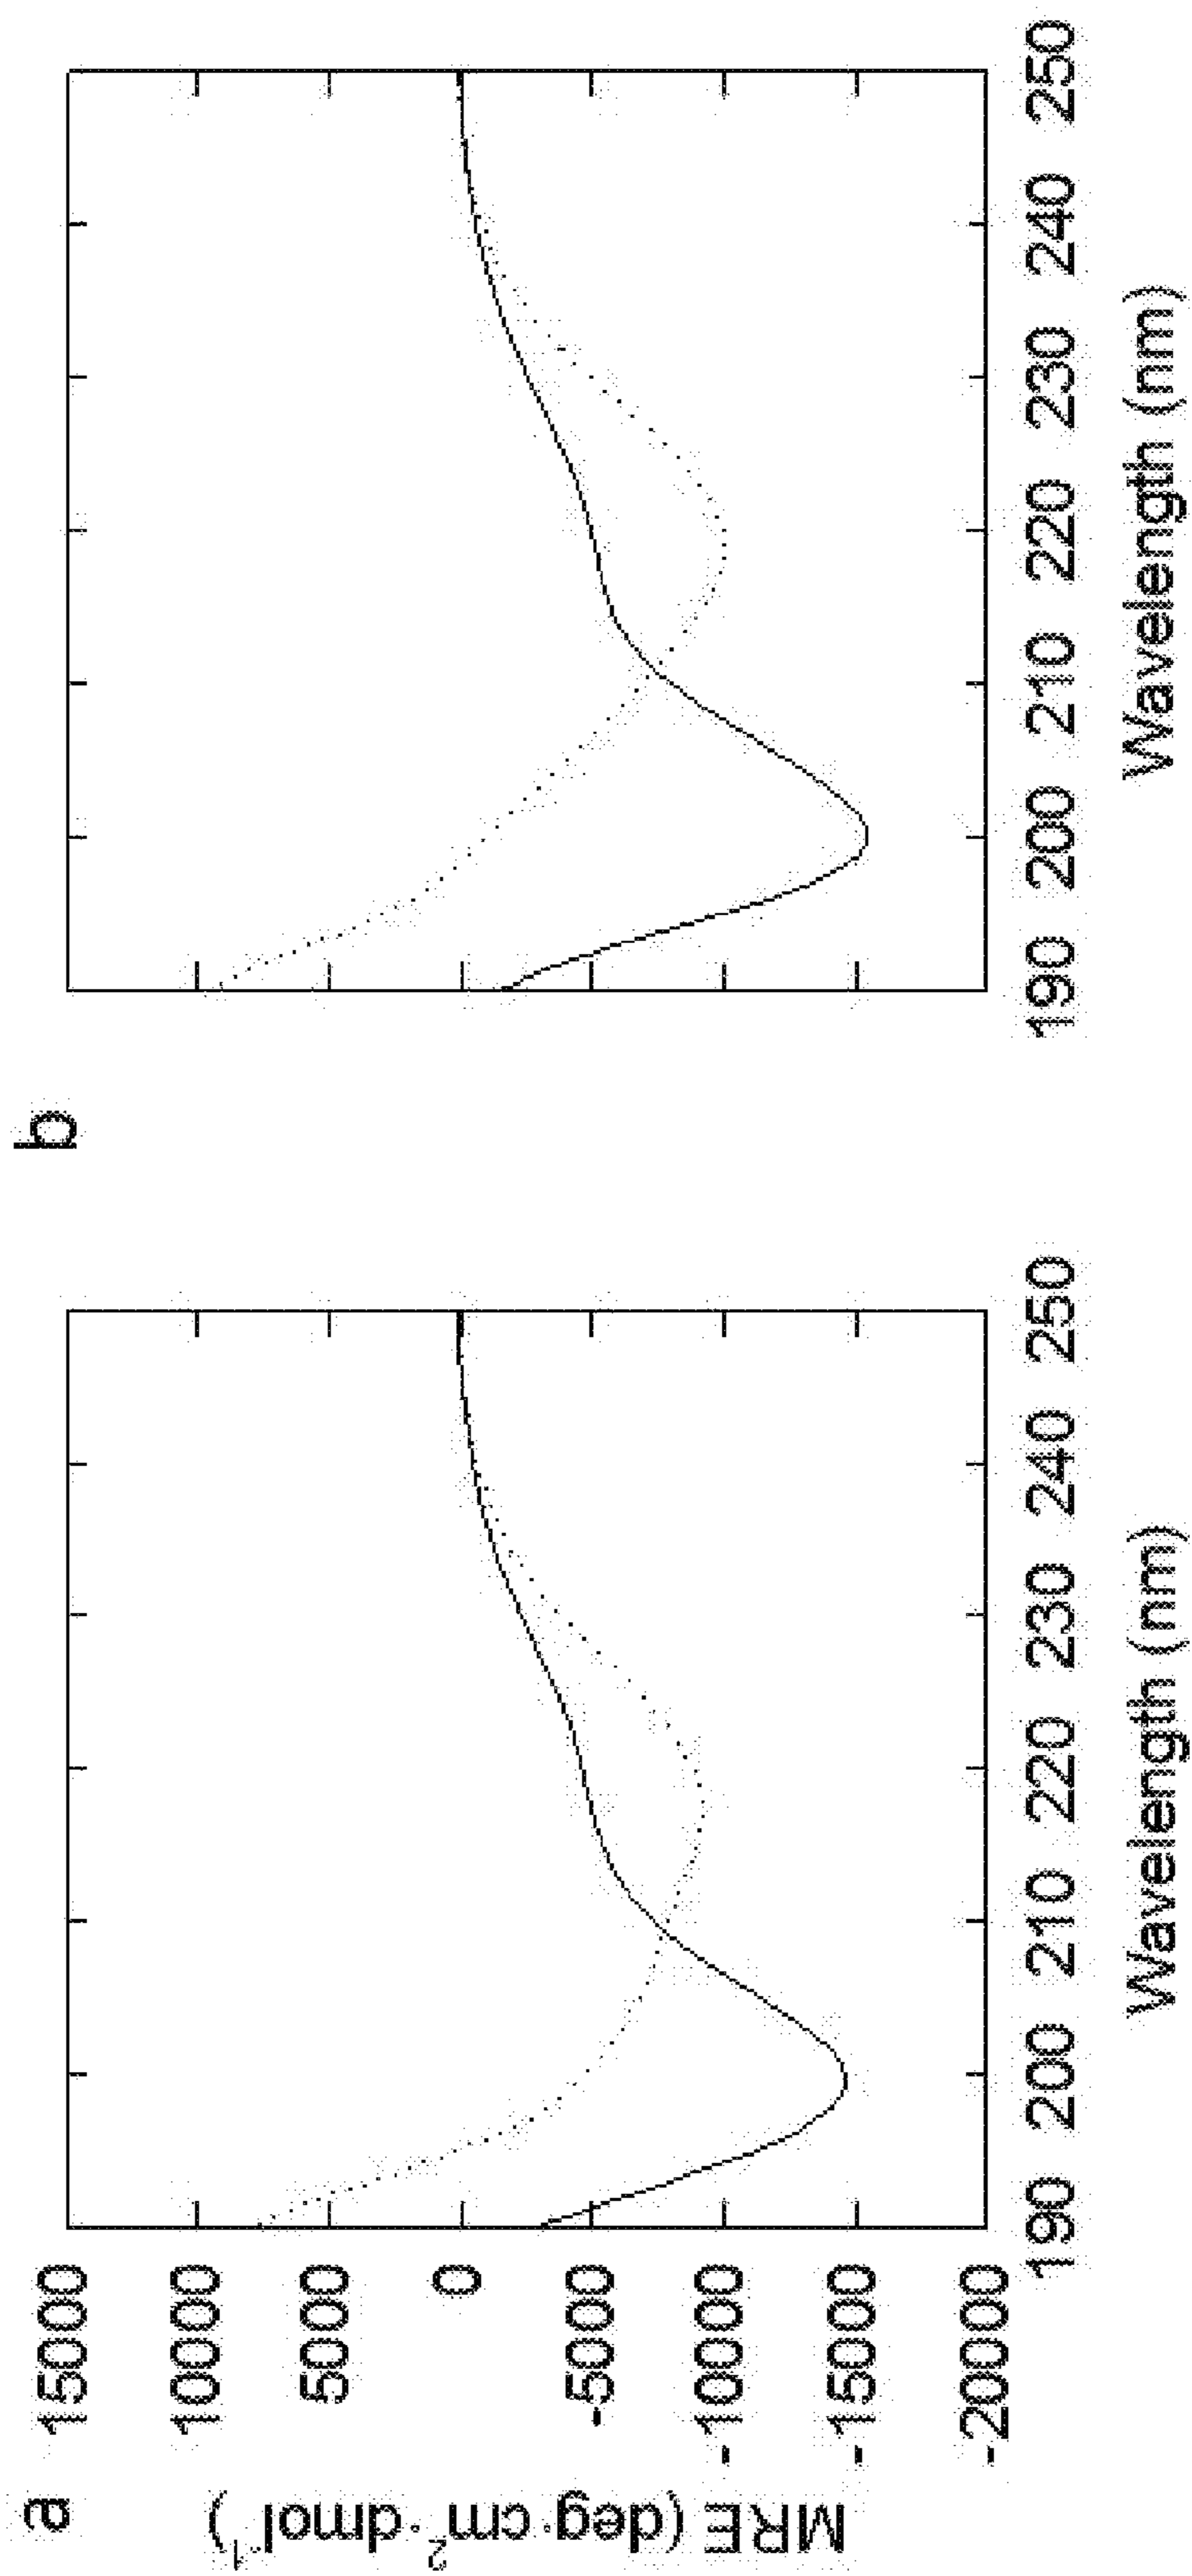 a
MRE (deg·cm²·dmol⁻¹)
15000
10000
5000
0
-5000
-10000
-15000
-20000
190 200 210 220 230 240 250
Wavelength (nm)
b
190 200 210 220 230 240 250
Wavelength (nm)